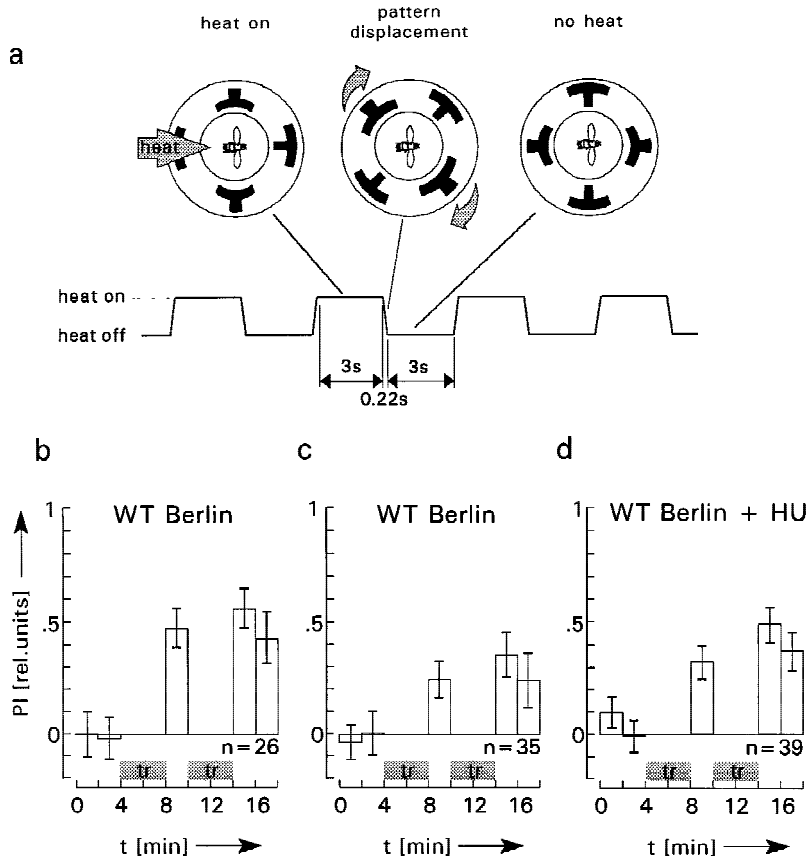 a
heat on
pattern
displacement
no heat
heat
heat on
heat off
3s
3s
0.22s
b
c
d
WT Berlin
WT Berlin
WT Berlin + HU
PI [rel.units]
1
.5
0
1
.5
0
1
.5
0
n=26
n=35
n=39
tr
tr
tr
tr
tr
tr
0 4 8 12 16
0 4 8 12 16
0 4 8 12 16
t [min]
t [min]
t [min]